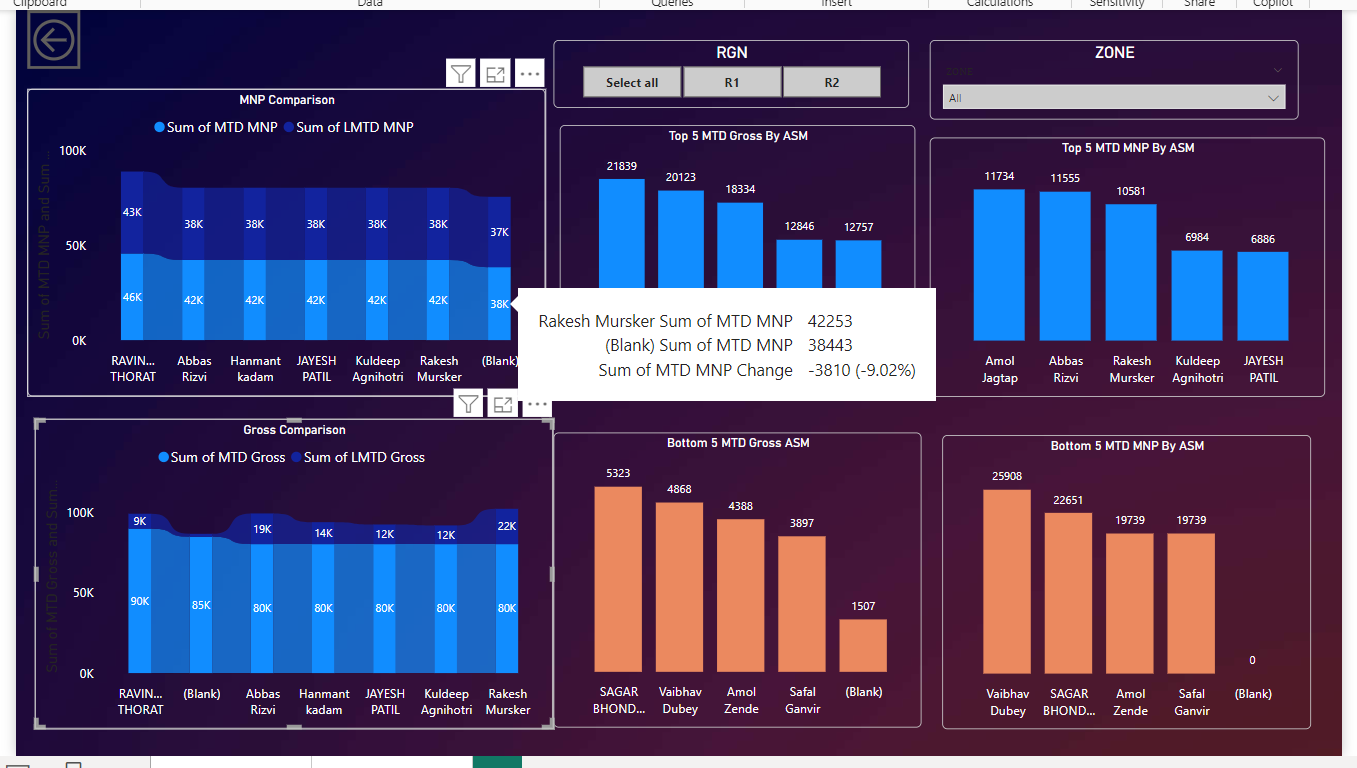 Clipboard
Data
Queries
Insert
Calculations
Sensitivity
Share
Copilot
RGN
Select all
R1
R2
ZONE
ZONE
All
MNP Comparison
Sum of MTD MNP
Sum of LMTD MNP
Sum of MTD MNP and Sum ...
100K
50K
0K
43K
38K
38K
38K
38K
38K
37K
46K
42K
42K
42K
42K
42K
38K
RAVIN...
THORAT
Abbas
Rizvi
Hanmant
kadam
JAYESH
PATIL
Kuldeep
Agnihotri
Rakesh
Mursker
(Blank)
Top 5 MTD Gross By ASM
21839
20123
18334
12846
12757
Rakesh Mursker Sum of MTD MNP 42253
(Blank) Sum of MTD MNP 38443
Sum of MTD MNP Change -3810 (-9.02%)
Top 5 MTD MNP By ASM
11734
11555
10581
6984
6886
Amol
Jagtap
Abbas
Rizvi
Rakesh
Mursker
Kuldeep
Agnihotri
JAYESH
PATIL
Gross Comparison
Sum of MTD Gross
Sum of LMTD Gross
Sum of MTD Gross and Sum...
100K
50K
0K
9K
19K
14K
12K
12K
22K
90K
85K
80K
80K
80K
80K
80K
RAVIN...
THORAT
(Blank)
Abbas
Rizvi
Hanmant
kadam
JAYESH
PATIL
Kuldeep
Agnihotri
Rakesh
Mursker
Bottom 5 MTD Gross ASM
5323
4868
4388
3897
1507
SAGAR
BHOND...
Vaibhav
Dubey
Amol
Zende
Safal
Ganvir
(Blank)
Bottom 5 MTD MNP By ASM
25908
22651
19739
19739
0
Vaibhav
Dubey
SAGAR
BHOND...
Amol
Zende
Safal
Ganvir
(Blank)